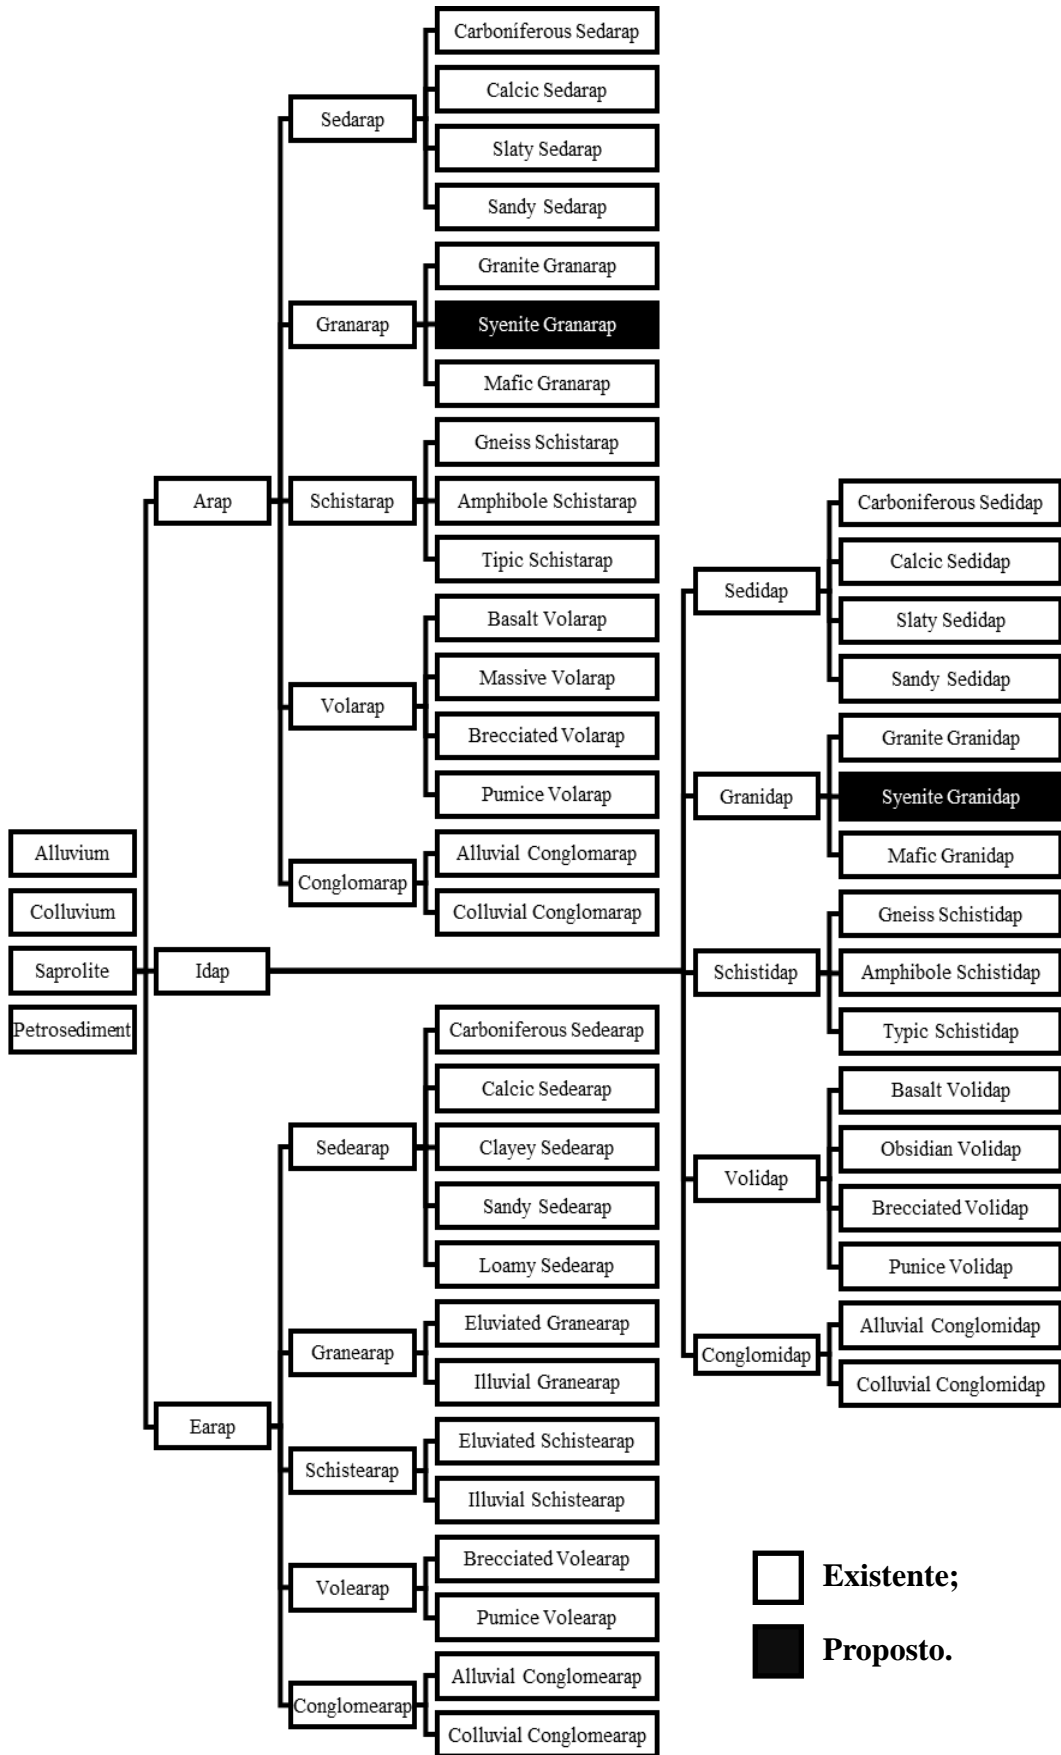 Alluvium
Colluvium
Saprolite
Petrosediment
Arap
Sedarap
Carboníferous Sedarap
Calcic Sedarap
Slaty Sedarap
Sandy Sedarap
Granarap
Granite Granarap
Syenite Granarap
Mafic Granarap
Schistarap
Gneiss Schistarap
Amphibole Schistarap
Tipic Schistarap
Volarap
Basalt Volarap
Massive Volarap
Brecciated Volarap
Pumice Volarap
Conglomarap
Alluvial Conglomarap
Colluvial Conglomarap
Idap
Sedidap
Carboniferous Sedidap
Calcic Sedidap
Slaty Sedidap
Sandy Sedidap
Granidap
Granite Granidap
Syenite Granidap
Mafic Granidap
Schistidap
Gneiss Schistidap
Amphibole Schistidap
Typic Schistidap
Volidap
Basalt Volidap
Obsidian Volidap
Brecciated Volidap
Punice Volidap
Conglomidap
Alluvial Conglomidap
Colluvial Conglomidap
Earap
Sedearap
Carboniferous Sedearap
Calcic Sedearap
Clayey Sedearap
Sandy Sedearap
Loamy Sedearap
Granearap
Eluviated Granearap
Illuvial Granearap
Schistearap
Eluviated Schistearap
Illuvial Schistearap
Volearap
Brecciated Volearap
Pumice Volearap
Conglomearap
Alluvial Conglomearap
Colluvial Conglomearap
Existente;
Proposto.